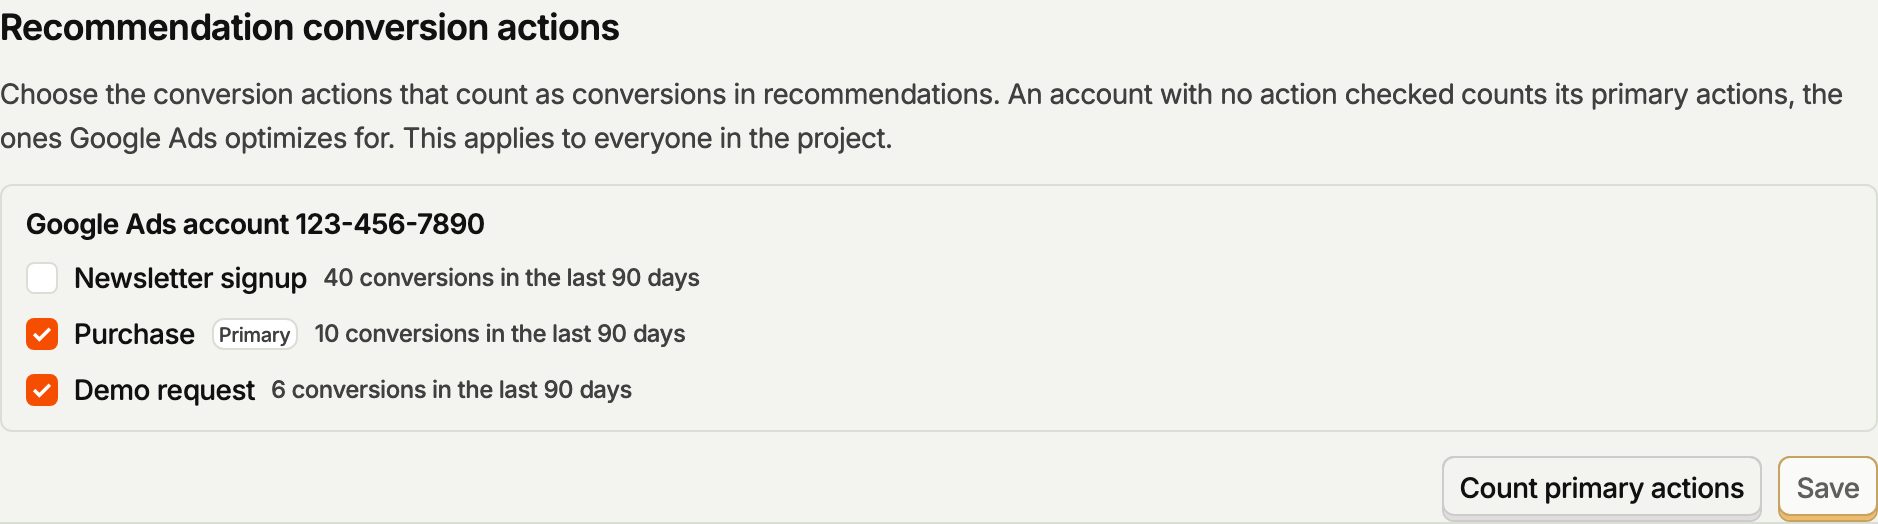 Recommendation conversion actions
Choose the conversion actions that count as conversions in recommendations. An account with no action checked counts its primary actions, the
ones Google Ads optimizes for. This applies to everyone in the project.
Google Ads account 123-456-7890
Newsletter signup 40 conversions in the last 90 days
Purchase Primary 10 conversions in the last 90 days
Demo request 6 conversions in the last 90 days
Count primary actions Save